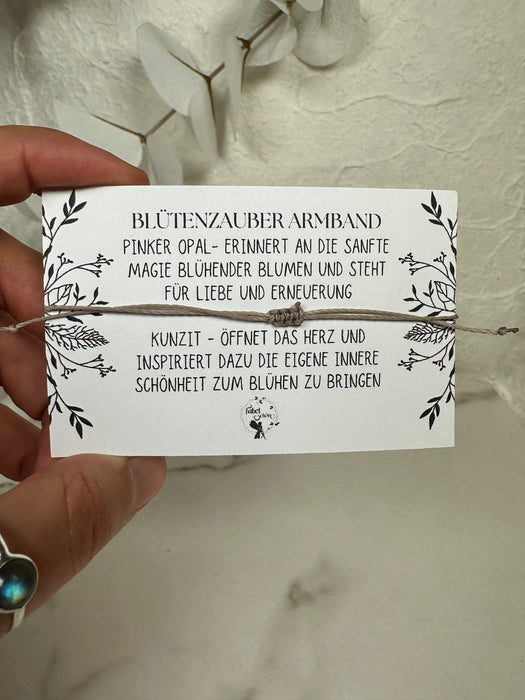 BLÜTENZAUBER ARMBAND
PINKER OPAL- ERINNERT AN DIE SANFTE
MAGIE BLÜHENDER BLUMEN UND STEHT
FÜR LIEBE UND ERNEUERUNG
KUNZIT - ÖFFNET DAS HERZ UND
INSPIRIERT DAZU DIE EIGENE INNERE
SCHÖNHEIT ZUM BLÜHEN ZU BRINGEN